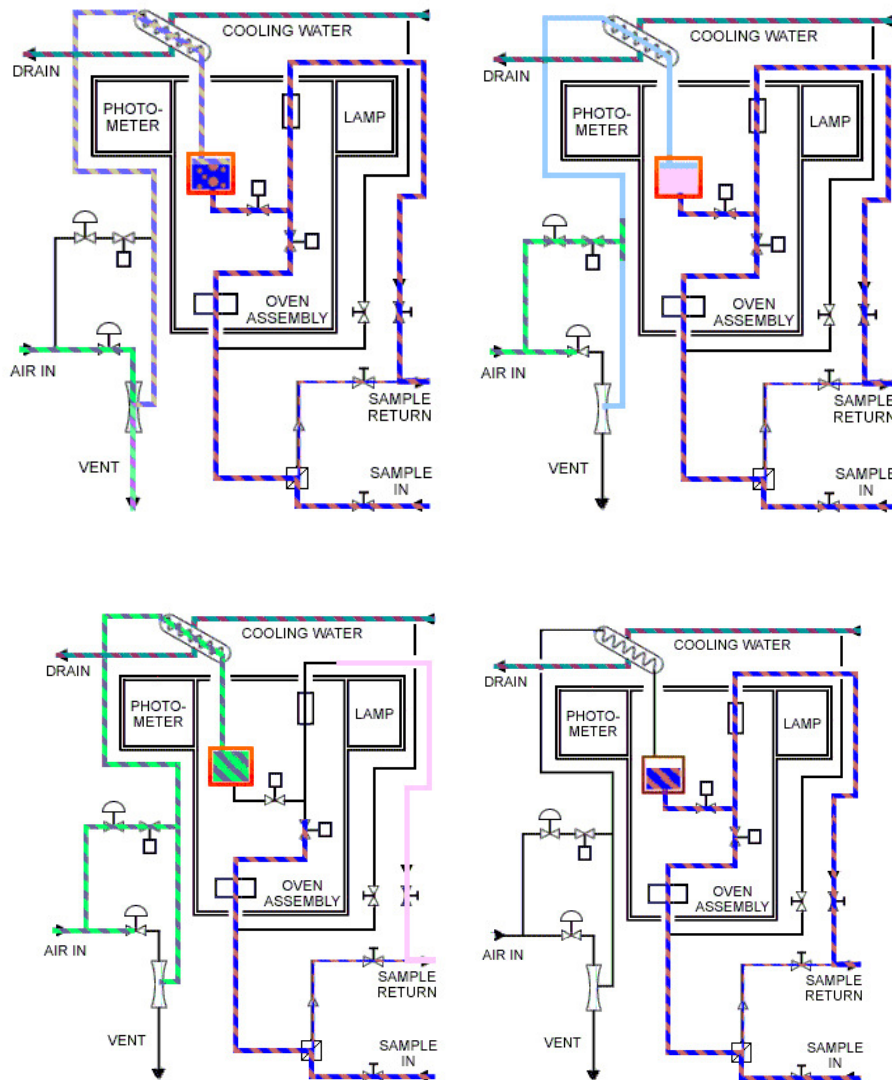 COOLING WATER
DRAIN
PHOTO-
METER
LAMP
OVEN
ASSEMBLY
AIR IN
SAMPLE
RETURN
VENT
SAMPLE
IN
COOLING WATER
DRAIN
PHOTO-
METER
LAMP
OVEN
ASSEMBLY
AIR IN
SAMPLE
RETURN
VENT
SAMPLE
IN
COOLING WATER
DRAIN
PHOTO-
METER
LAMP
OVEN
ASSEMBLY
AIR IN
SAMPLE
RETURN
VENT
SAMPLE
IN
COOLING WATER
DRAIN
PHOTO-
METER
LAMP
OVEN
ASSEMBLY
AIR IN
SAMPLE
RETURN
VENT
SAMPLE
IN